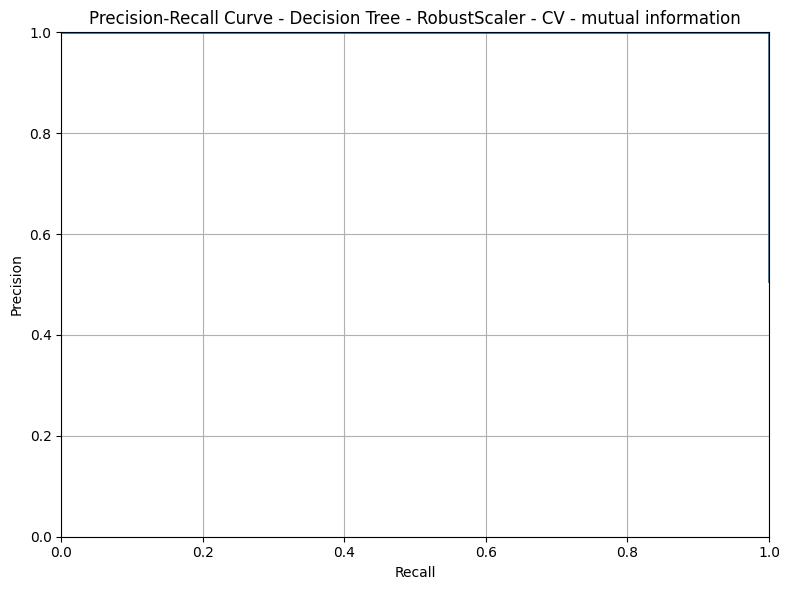 Precision-Recall Curve - Decision Tree - RobustScaler - CV - mutual information
1.0
0.8
0.6
0.4
0.2
0.0
Precision
0.0 0.2 0.4 0.6 0.8 1.0
Recall